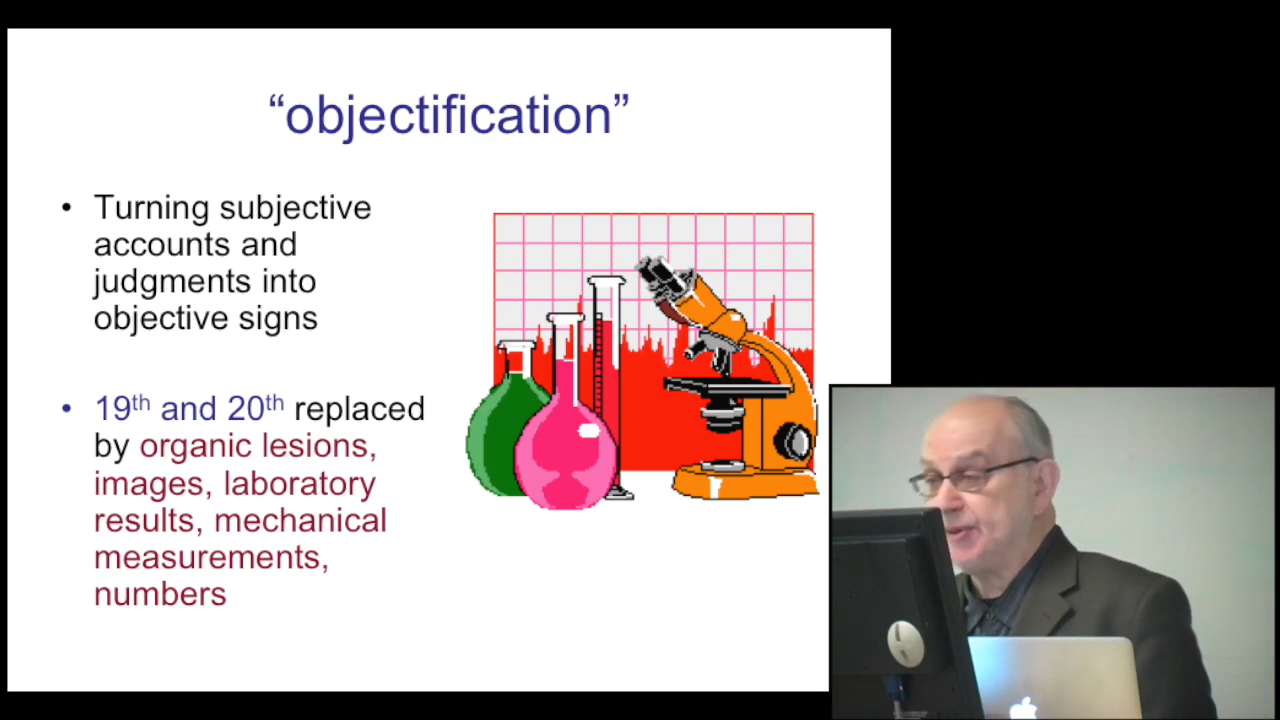 “objectification”
• Turning subjective
accounts and
judgments into
objective signs
• 19th and 20th replaced
by organic lesions,
images, laboratory
results, mechanical
measurements,
numbers